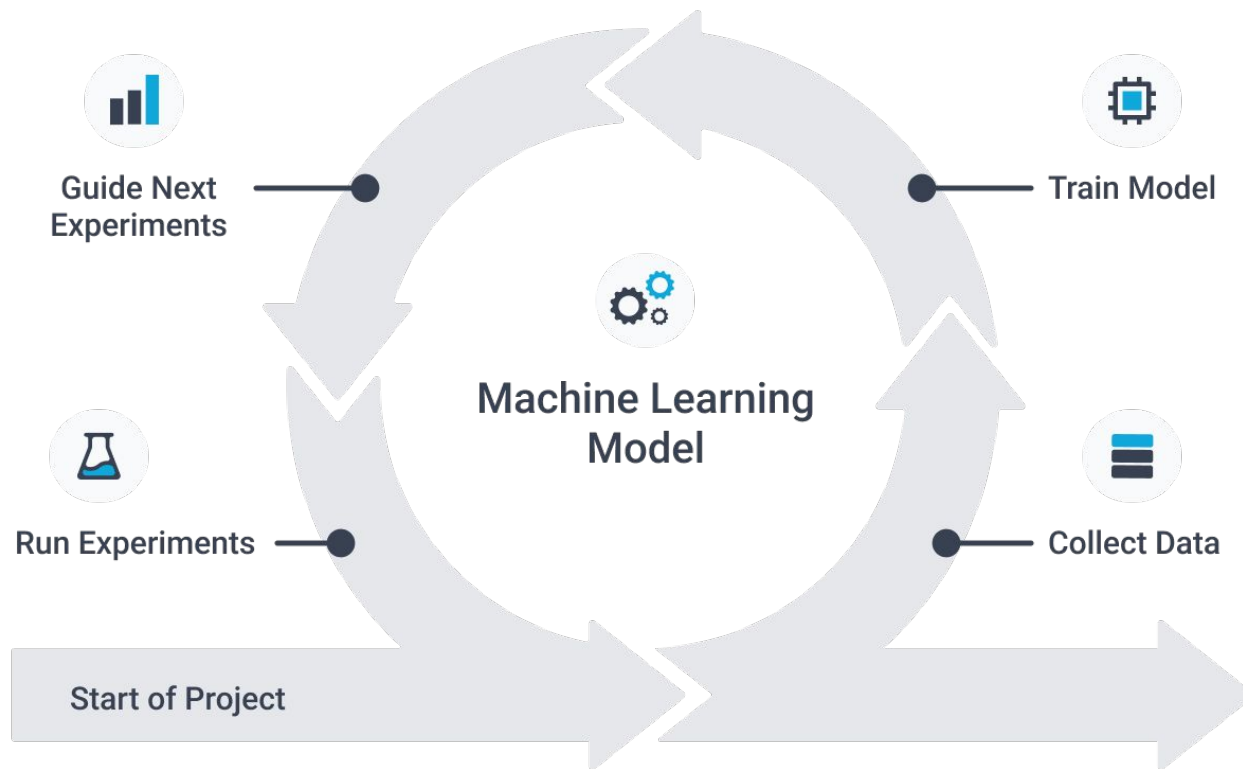 Guide Next
Experiments
Train Model
Machine Learning
Model
Run Experiments
Collect Data
Start of Project